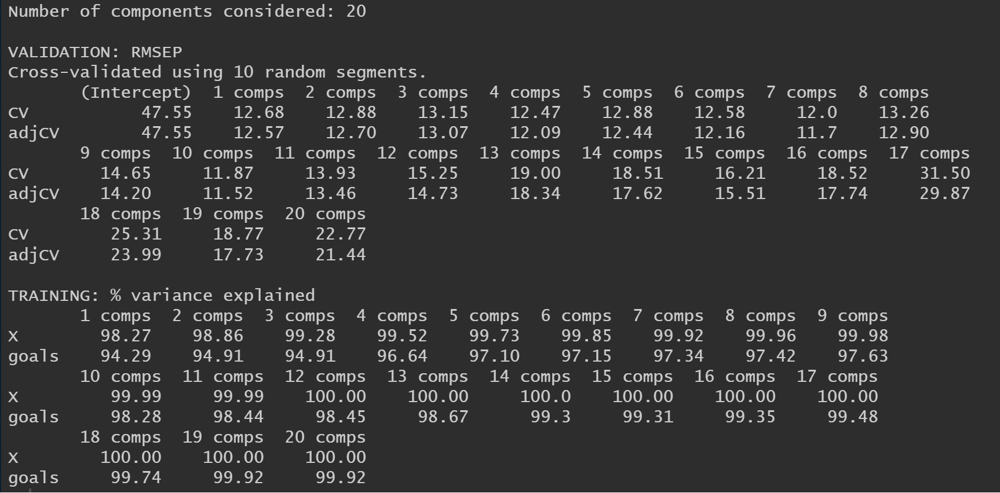 Number of components considered: 20
VALIDATION: RMSEP
Cross-validated using 10 random segments.
(Intercept) 1 comps 2 comps 3 comps 4 comps 5 comps 6 comps 7 comps 8 comps
CV 47.55 12.68 12.88 13.15 12.47 12.88 12.58 12.0 13.26
adjCV 47.55 12.57 12.70 13.07 12.09 12.44 12.16 11.7 12.90
9 comps 10 comps 11 comps 12 comps 13 comps 14 comps 15 comps 16 comps 17 comps
CV 14.65 11.87 13.93 15.25 19.00 18.51 16.21 18.52 31.50
adjCV 14.20 11.52 13.46 14.73 18.34 17.62 15.51 17.74 29.87
18 comps 19 comps 20 comps
CV 25.31 18.77 22.77
adjCV 23.99 17.73 21.44
TRAINING: % variance explained
1 comps 2 comps 3 comps 4 comps 5 comps 6 comps 7 comps 8 comps 9 comps
X 98.27 98.86 99.28 99.52 99.73 99.85 99.92 99.96 99.98
goals 94.29 94.91 94.91 96.64 97.10 97.15 97.34 97.42 97.63
10 comps 11 comps 12 comps 13 comps 14 comps 15 comps 16 comps 17 comps
X 99.99 99.99 100.00 100.00 100.0 100.00 100.00 100.00
goals 98.28 98.44 98.45 98.67 99.3 99.31 99.35 99.48
18 comps 19 comps 20 comps
X 100.00 100.00 100.00
goals 99.74 99.92 99.92